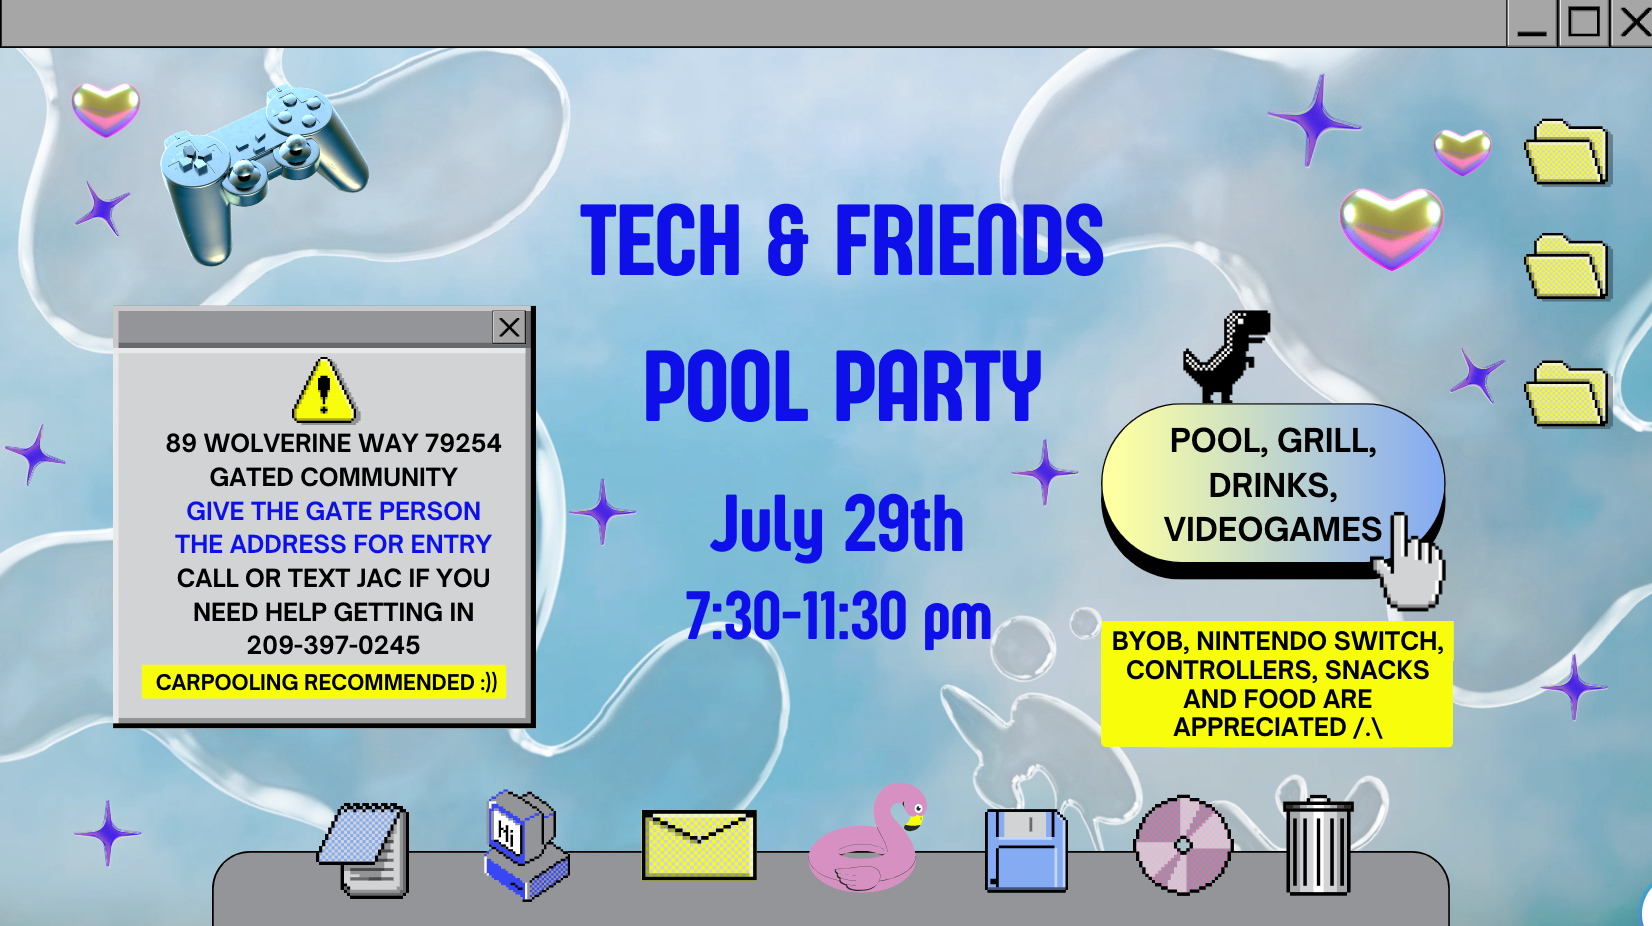 TECH & FRIENDS
POOL PARTY
July 29th
7:30-11:30 pm
89 WOLVERINE WAY 79254
GATED COMMUNITY
GIVE THE GATE PERSON
THE ADDRESS FOR ENTRY
CALL OR TEXT JAC IF YOU
NEED HELP GETTING IN
209-397-0245
CARPOOLING RECOMMENDED :))
POOL, GRILL,
DRINKS,
VIDEOGAMES
BYOB, NINTENDO SWITCH,
CONTROLLERS, SNACKS
AND FOOD ARE
APPRECIATED /.\
Hi